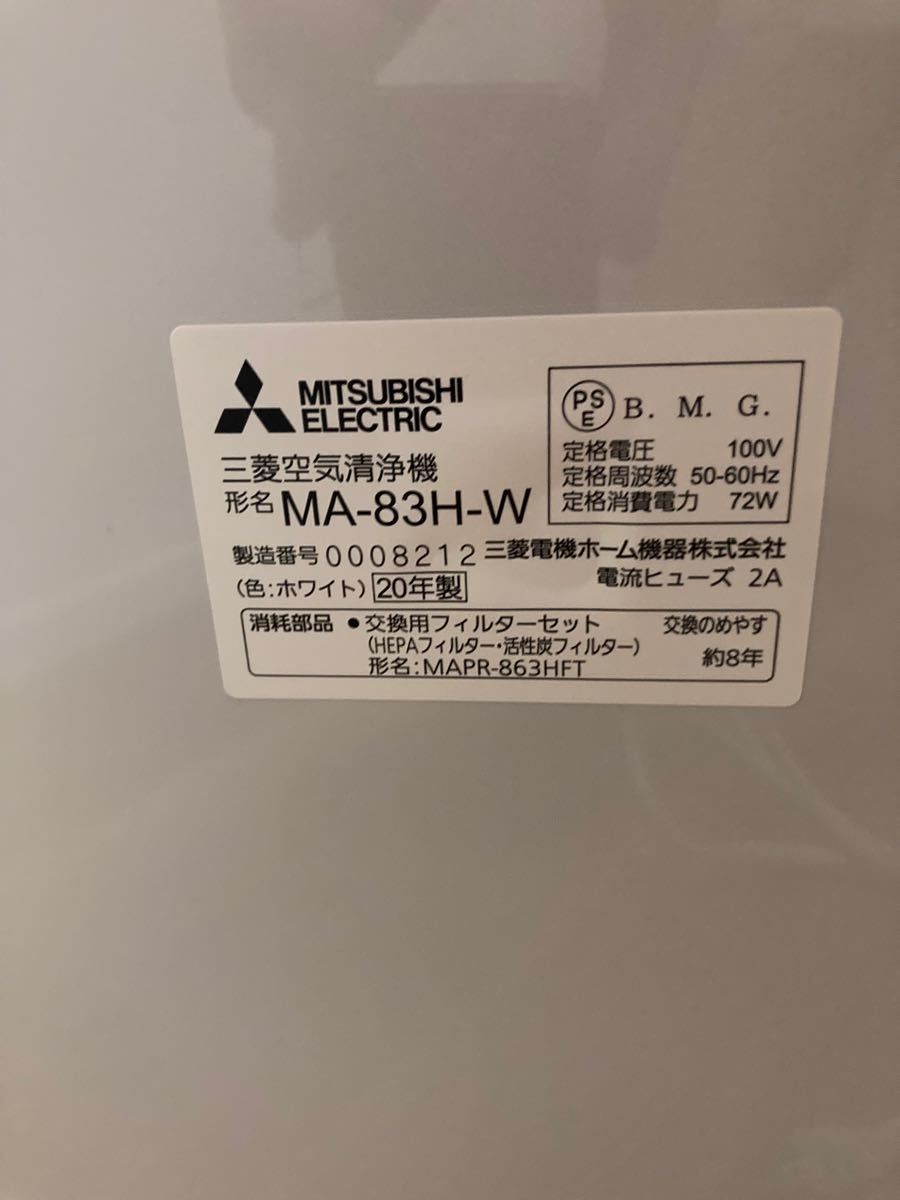 MITSUBISHI
ELECTRIC
三菱空気清浄機
形名 MA-83H-W
PS
E
B. M. G.
定格電圧 100V
定格周波数 50-60Hz
定格消費電力 72W
製造番号 0008212 三菱電機ホーム機器株式会社
(色:ホワイト) 20年製 電流ヒューズ 2A
消耗部品 ● 交換用フィルターセット 交換のめやす
(HEPAフィルター・活性炭フィルター) 約8年
形名:MAPR-863HFT